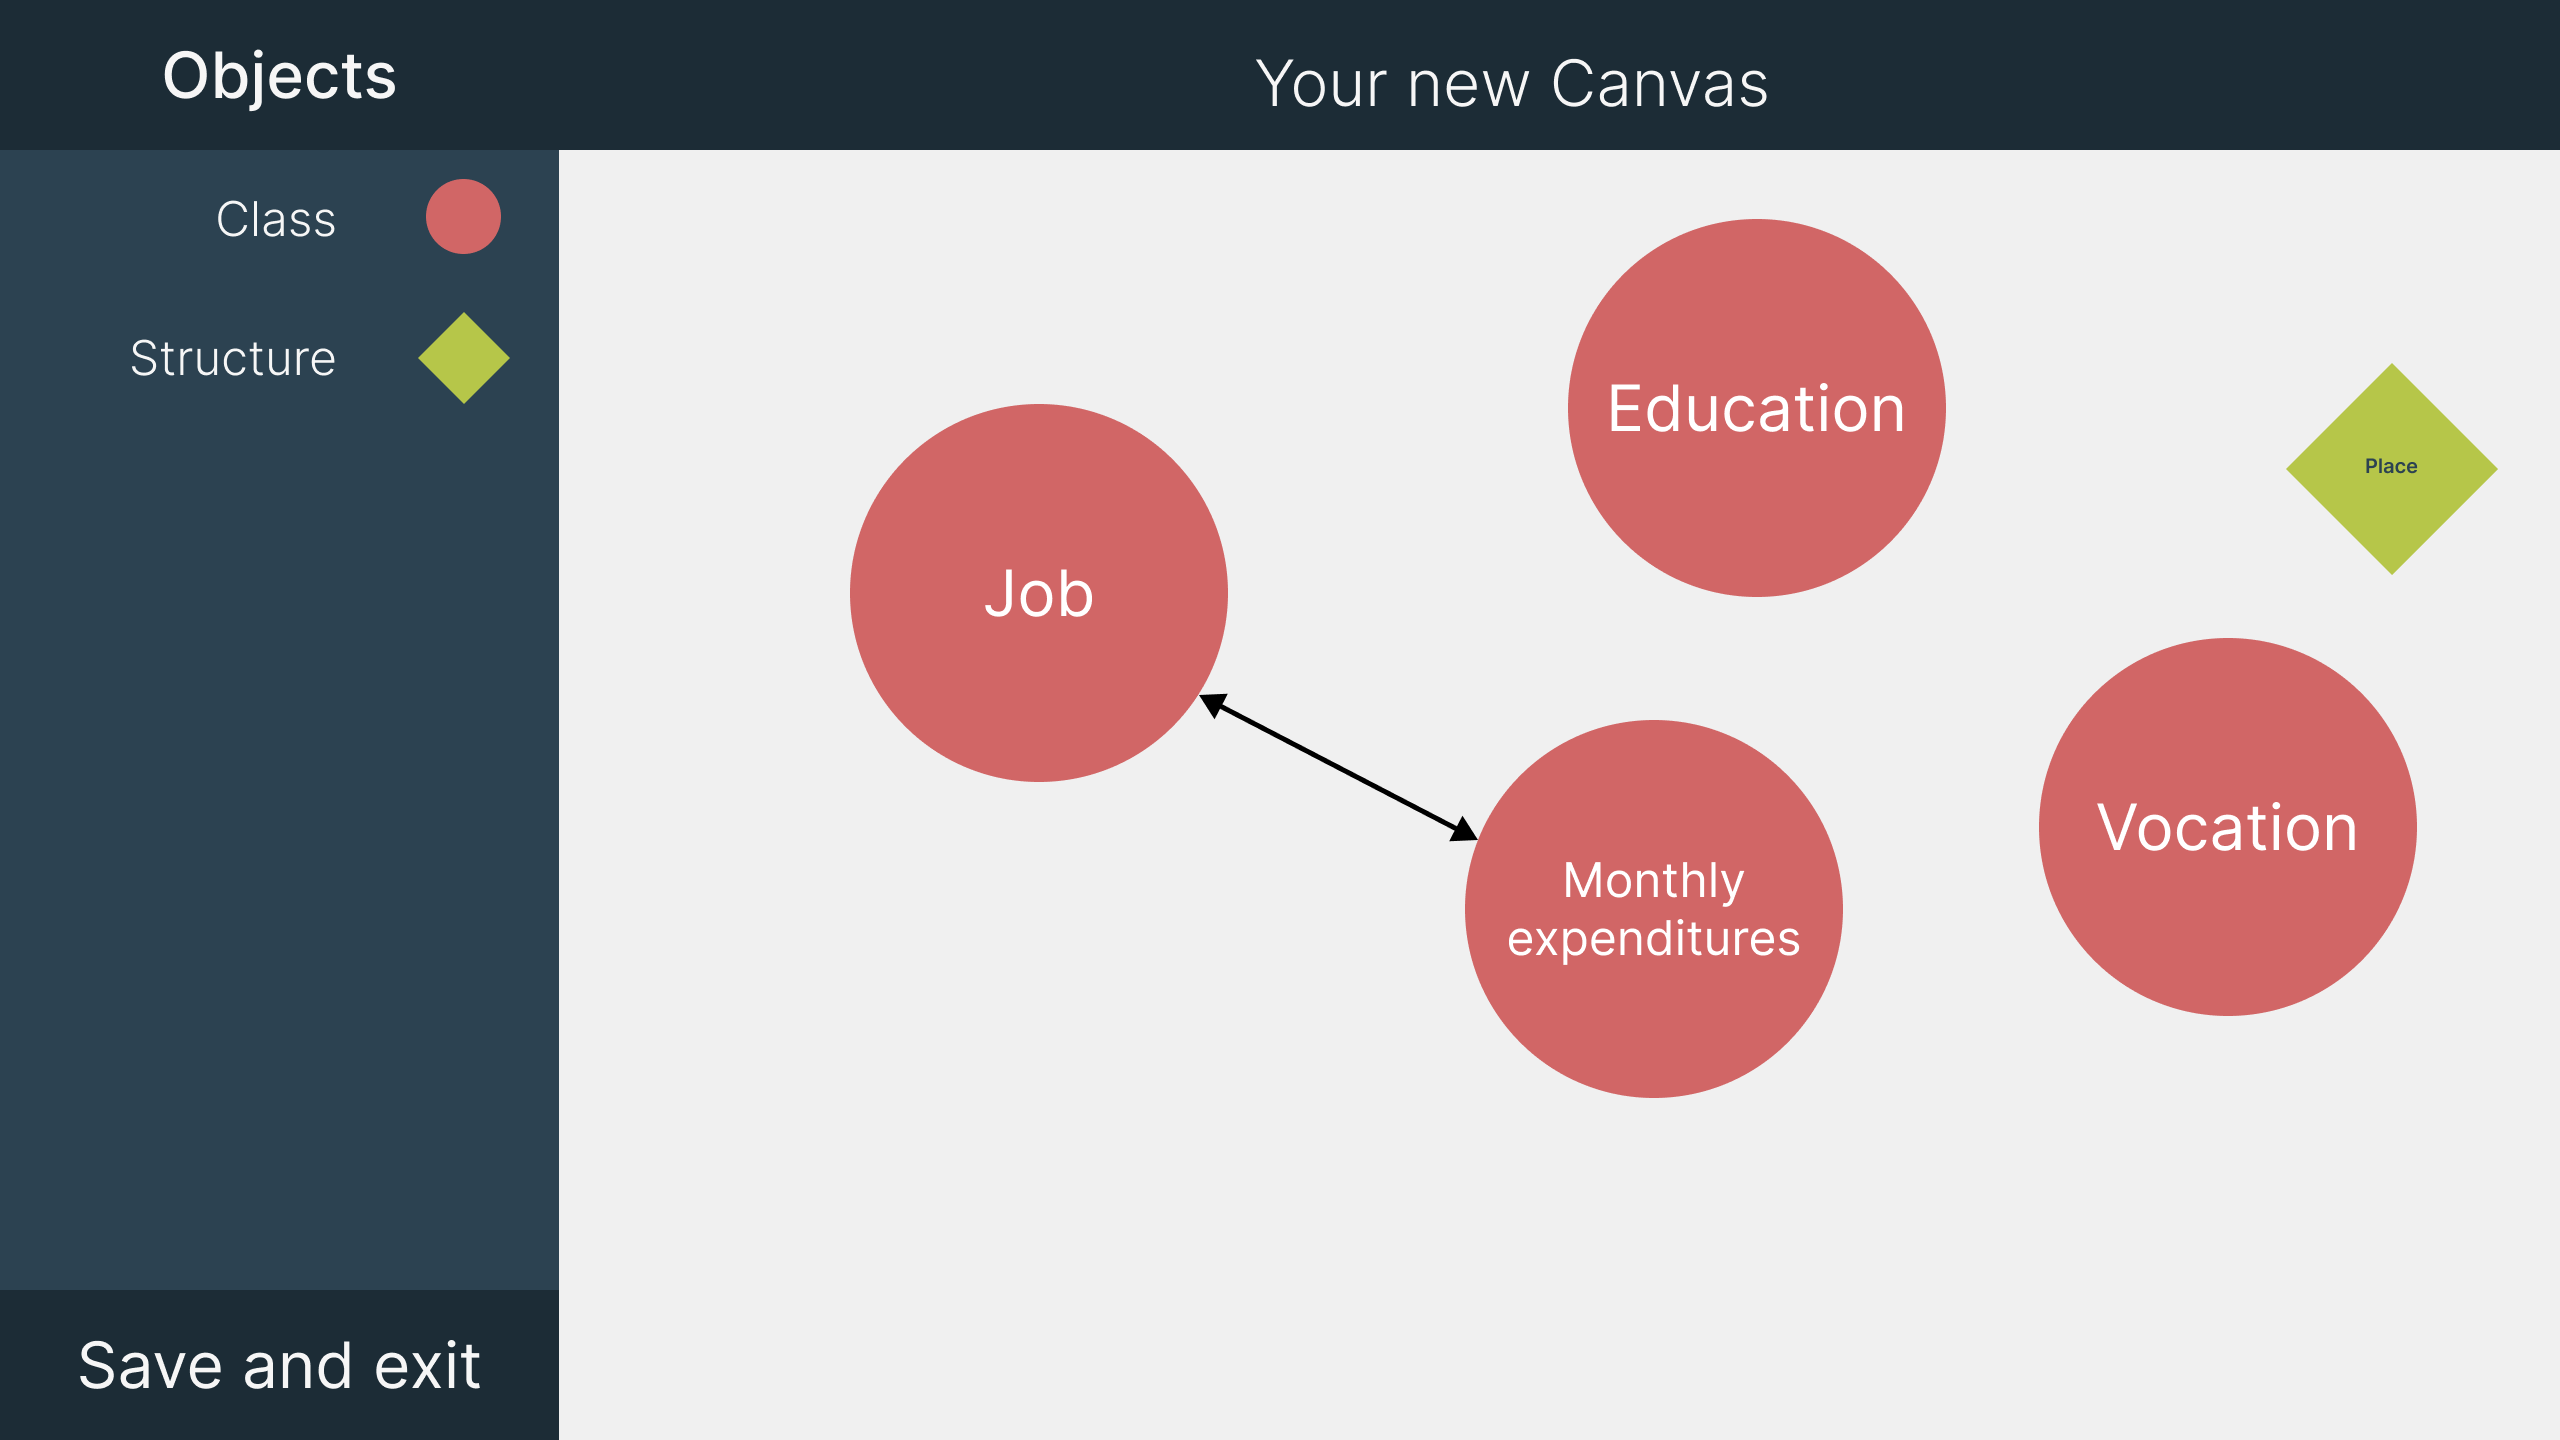 Objects
Your new Canvas
Class
Structure
Education
Place
Job
Vocation
Monthly
expenditures
Save and exit